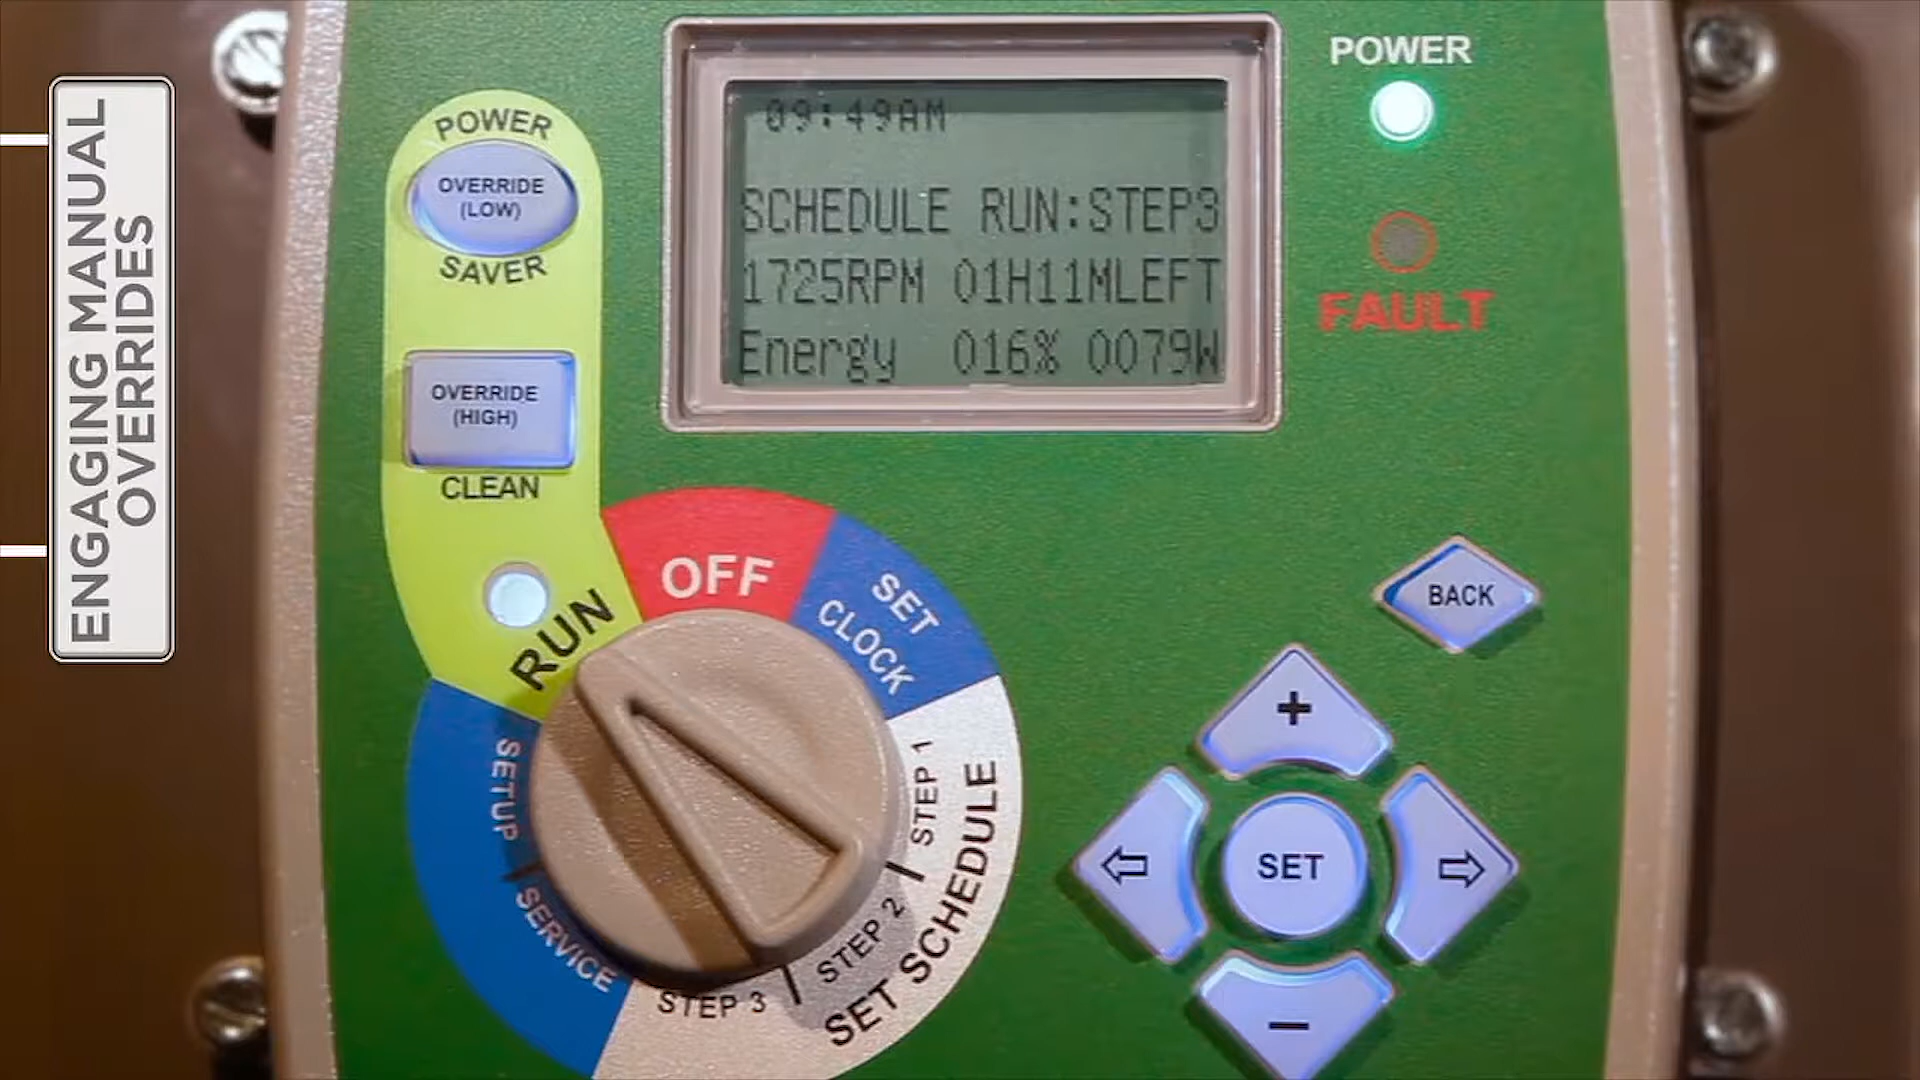 ENGAGING MANUAL
OVERRIDES
POWER
OVERRIDE
(LOW)
SAVER
OVERRIDE
(HIGH)
CLEAN
09:49AM
SCHEDULE RUN:STEP3
1725RPM 01H11MLEFT
Energy 016% 0079W
POWER
FAULT
RUN
OFF
SET
CLOCK
STEP 1
STEP 2
STEP 3
SET SCHEDULE
SERVICE
SETUP
BACK
+
SET
−